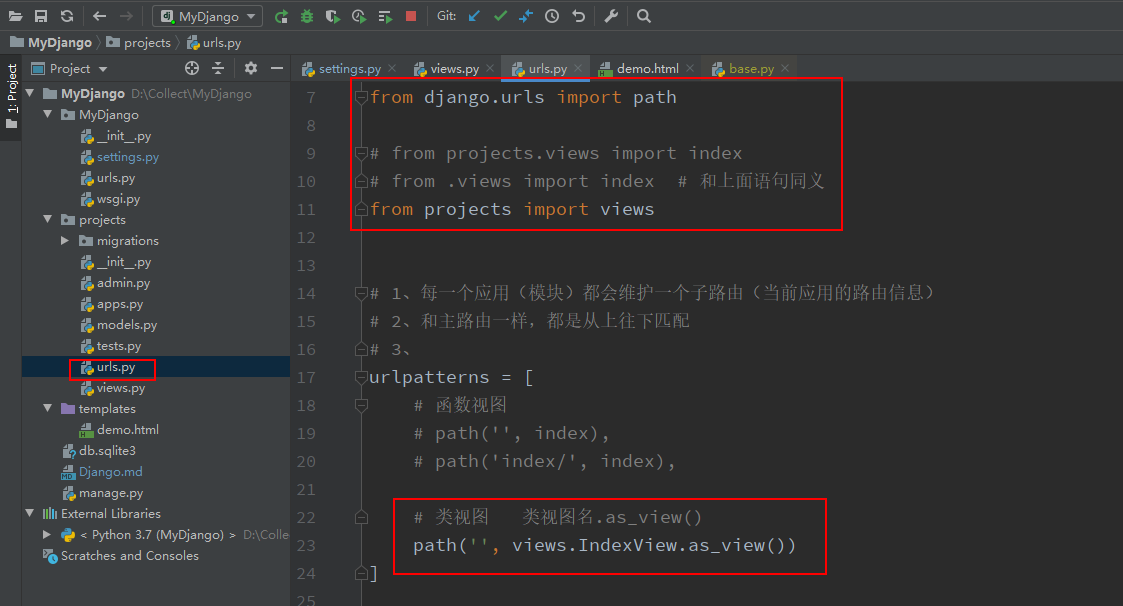 MyDjango
Git:
MyDjango
projects
urls.py
1: Project
Project
settings.py
views.py
urls.py
demo.html
base.py
MyDjango D:\Collect\MyDjango
MyDjango
__init__.py
settings.py
urls.py
wsgi.py
projects
migrations
__init__.py
admin.py
apps.py
models.py
tests.py
urls.py
views.py
templates
demo.html
db.sqlite3
Django.md
manage.py
External Libraries
< Python 3.7 (MyDjango) > D:\Colle
Scratches and Consoles
7 from django.urls import path
8
9 # from projects.views import index
10 # from .views import index # 和上面语句同义
11 from projects import views
12
13
14 # 1、每一个应用（模块）都会维护一个子路由（当前应用的路由信息）
15 # 2、和主路由一样，都是从上往下匹配
16 # 3、
17 urlpatterns = [
18 # 函数视图
19 # path('', index),
20 # path('index/', index),
21
22 # 类视图 类视图名.as_view()
23 path('', views.IndexView.as_view())
24 ]
25